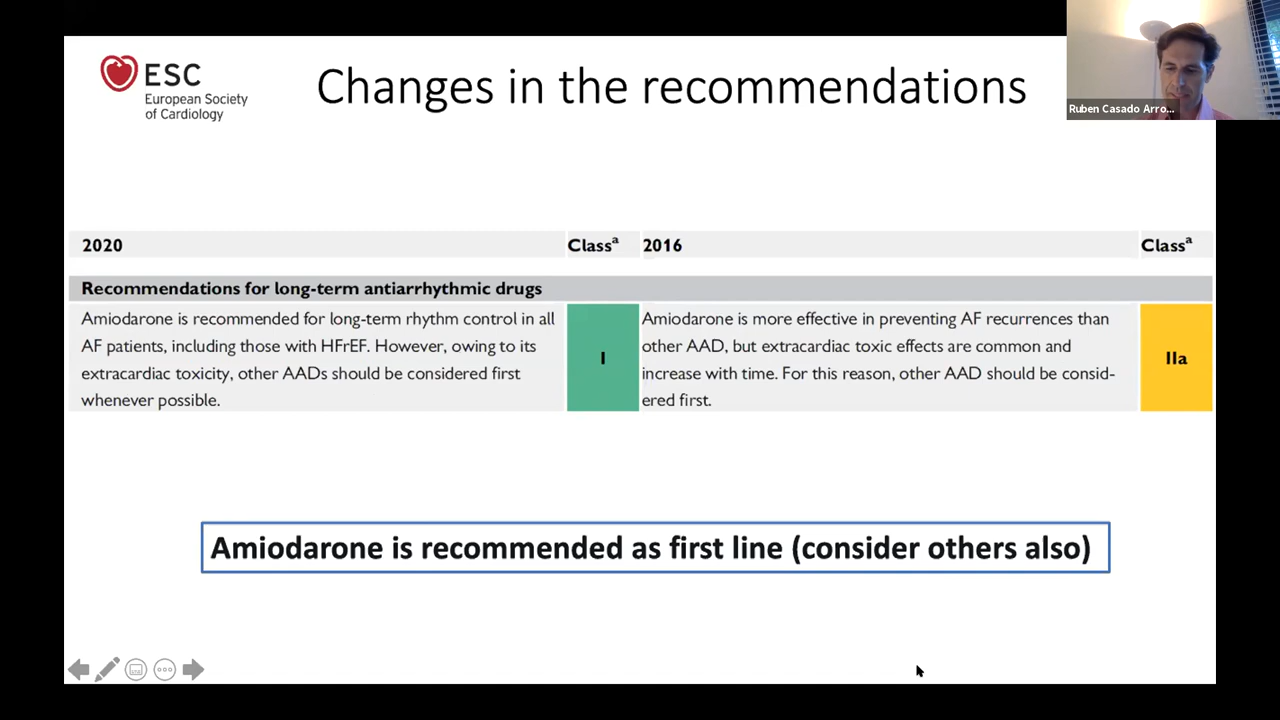 ESC
European Society
of Cardiology
Changes in the recommendations
Ruben Casado Arro...
2020 Classᵃ 2016 Classᵃ
Recommendations for long-term antiarrhythmic drugs
Amiodarone is recommended for long-term rhythm control in all
AF patients, including those with HFrEF. However, owing to its
extracardiac toxicity, other AADs should be considered first
whenever possible.
I
Amiodarone is more effective in preventing AF recurrences than
other AAD, but extracardiac toxic effects are common and
increase with time. For this reason, other AAD should be consid-
ered first.
IIa
Amiodarone is recommended as first line (consider others also)